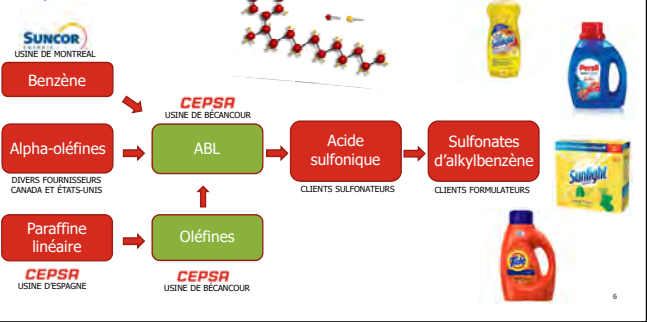 SUNCOR
USINE DE MONTREAL
Benzène
CEPSA
USINE DE BÉCANCOUR
Alpha-oléfines
ABL
Acide
sulfonique
Sulfonates
d'alkylbenzène
DIVERS FOURNISSEURS
CANADA ET ÉTATS-UNIS
CLIENTS SULFONATEURS
CLIENTS FORMULATEURS
Paraffine
linéaire
Oléfines
CEPSA
USINE D'ESPAGNE
CEPSA
USINE DE BÉCANCOUR
Sunlight
Persil
Sunlight
Tide
6